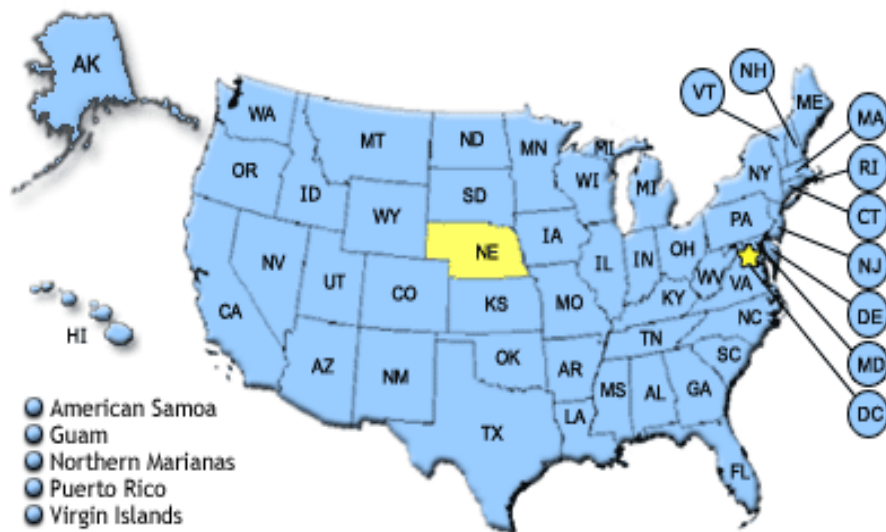 AK
NH
VT
ME
MA
WA
MT
ND
MN
MI
RI
OR
ID
SD
WI
MI
NY
CT
WY
PA
NE
IA
NJ
NV
UT
CO
IL
IN
OH
WV
VA
CA
KS
MO
KY
DE
HI
NC
TN
AZ
NM
OK
AR
SC
MD
MS
AL
GA
DC
TX
LA
FL
American Samoa
Guam
Northern Marianas
Puerto Rico
Virgin Islands